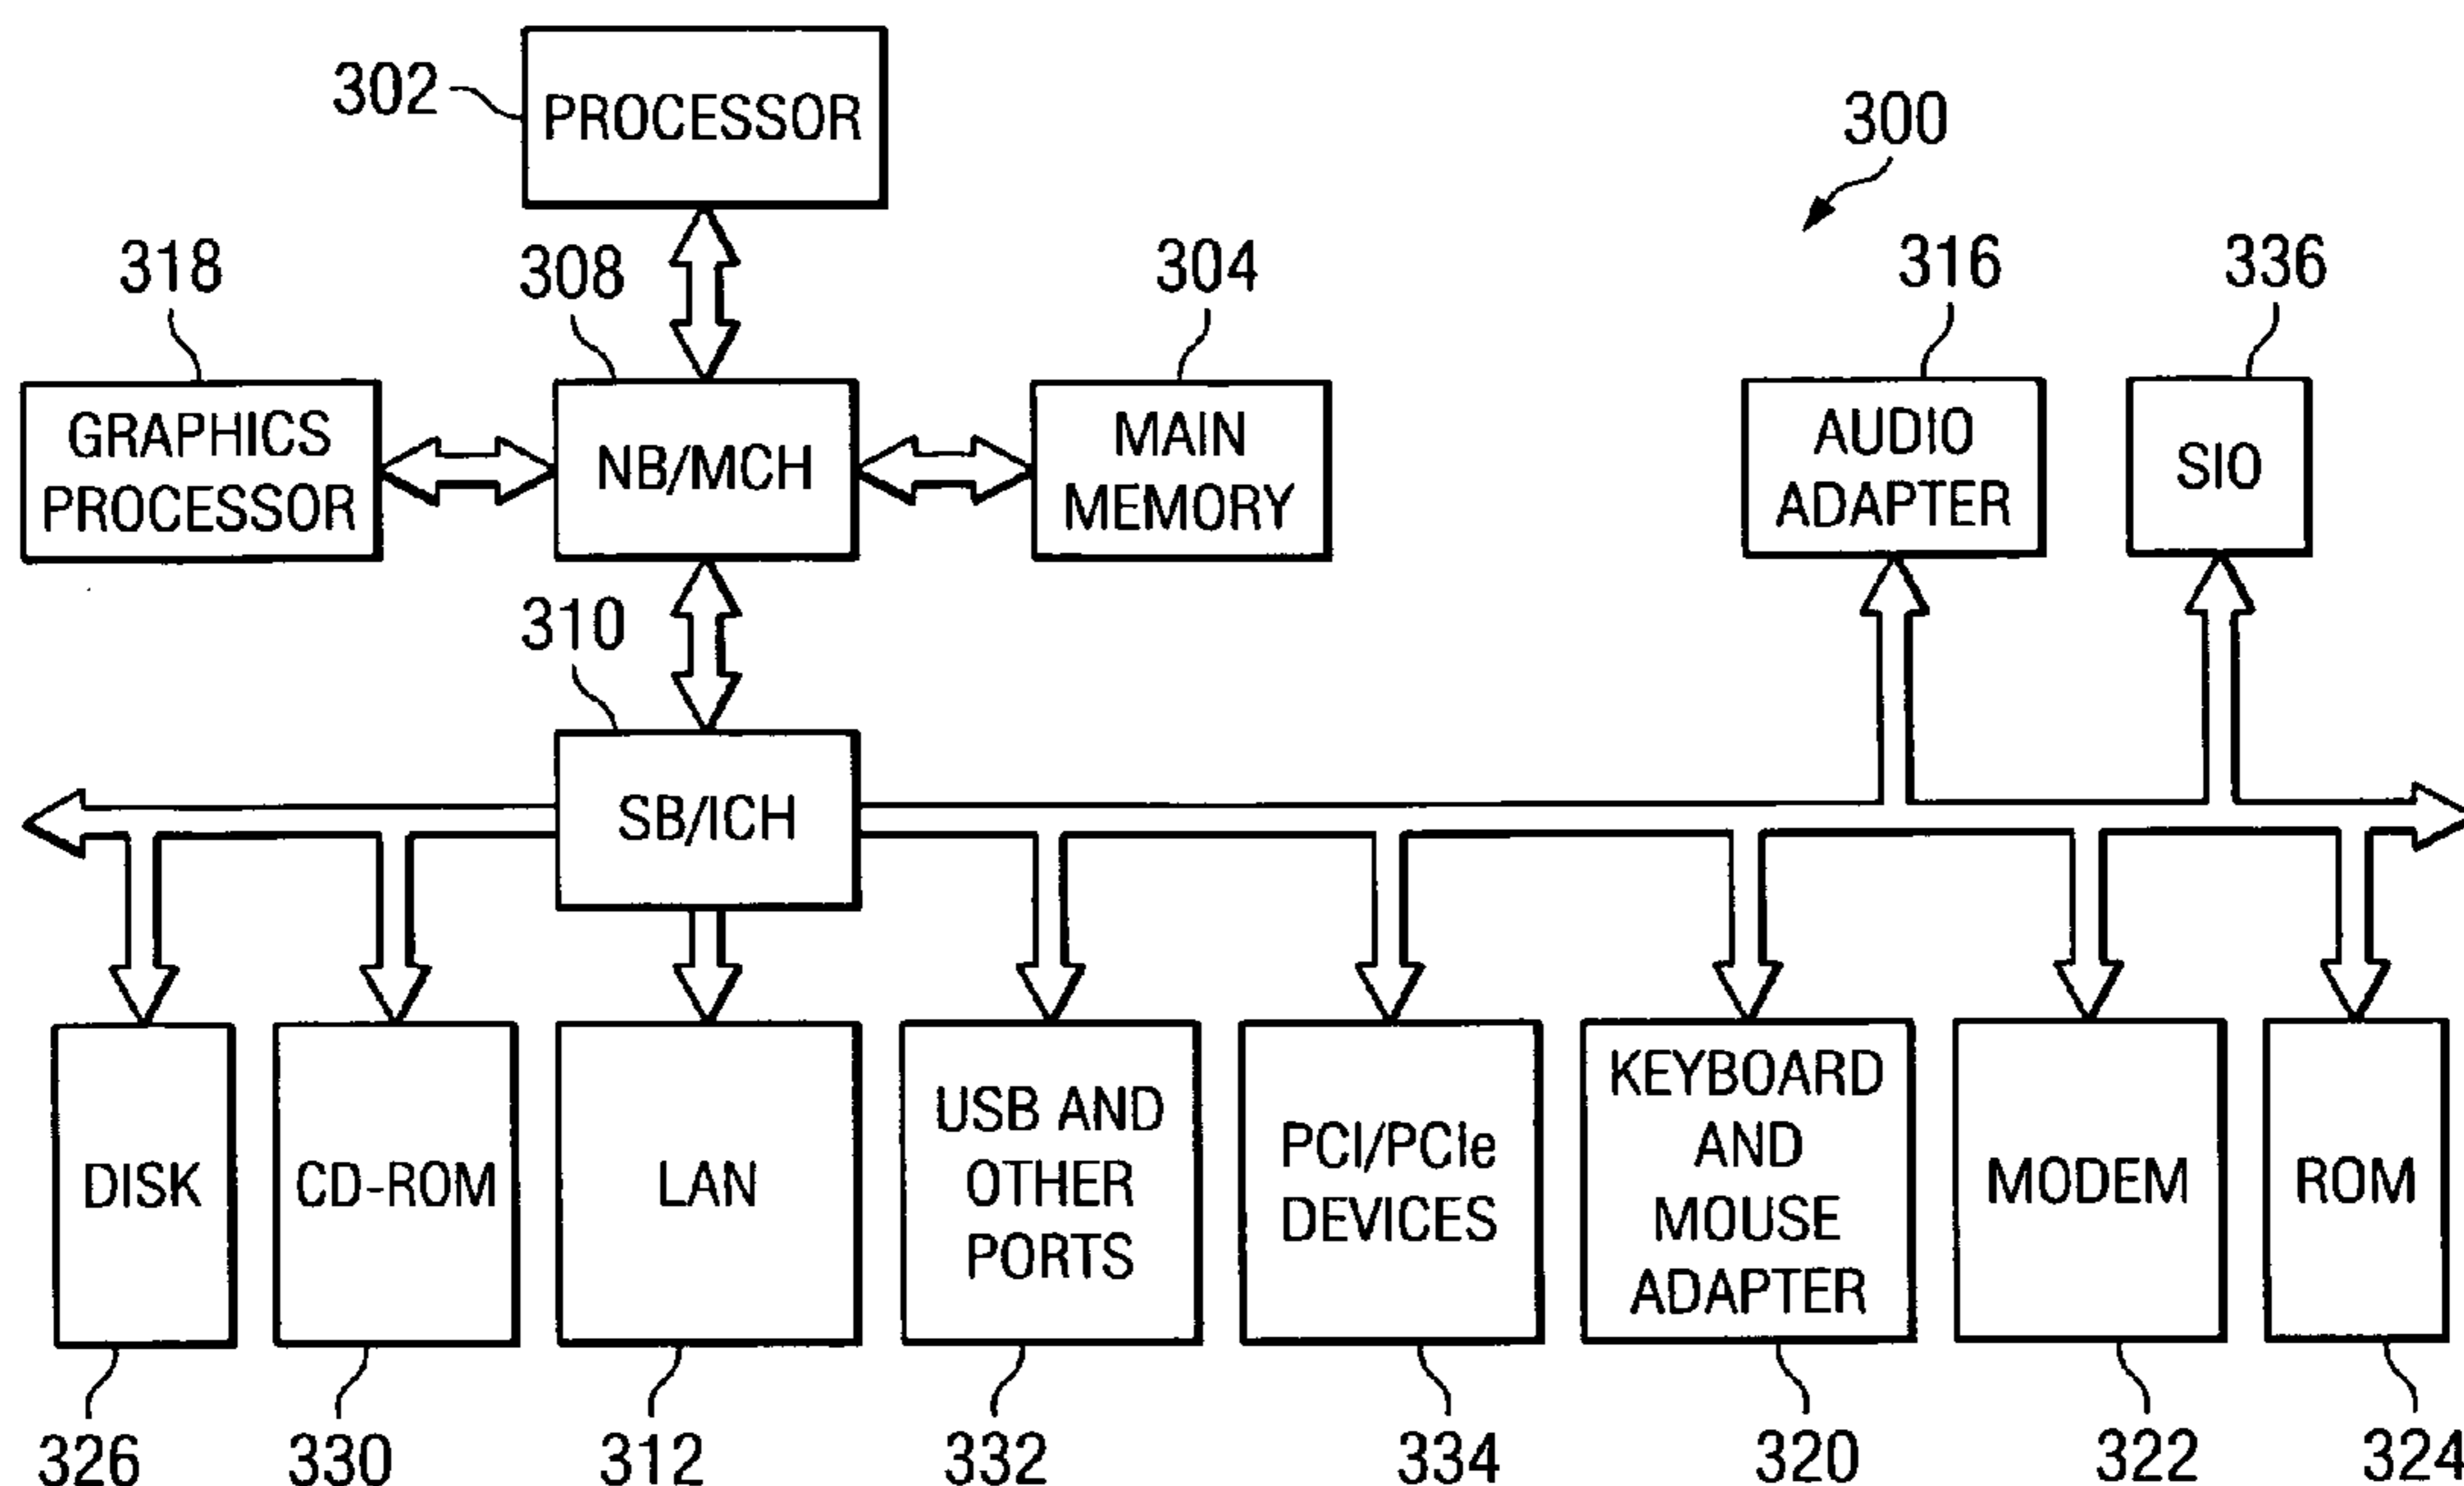 302
PROCESSOR
300
318
308
304
316
336
GRAPHICS
PROCESSOR
NB/MCH
MAIN
MEMORY
AUDIO
ADAPTER
SIO
310
SB/ICH
DISK
CD-ROM
LAN
USB AND
OTHER
PORTS
PCI/PCIe
DEVICES
KEYBOARD
AND
MOUSE
ADAPTER
MODEM
ROM
326
330
312
332
334
320
322
324